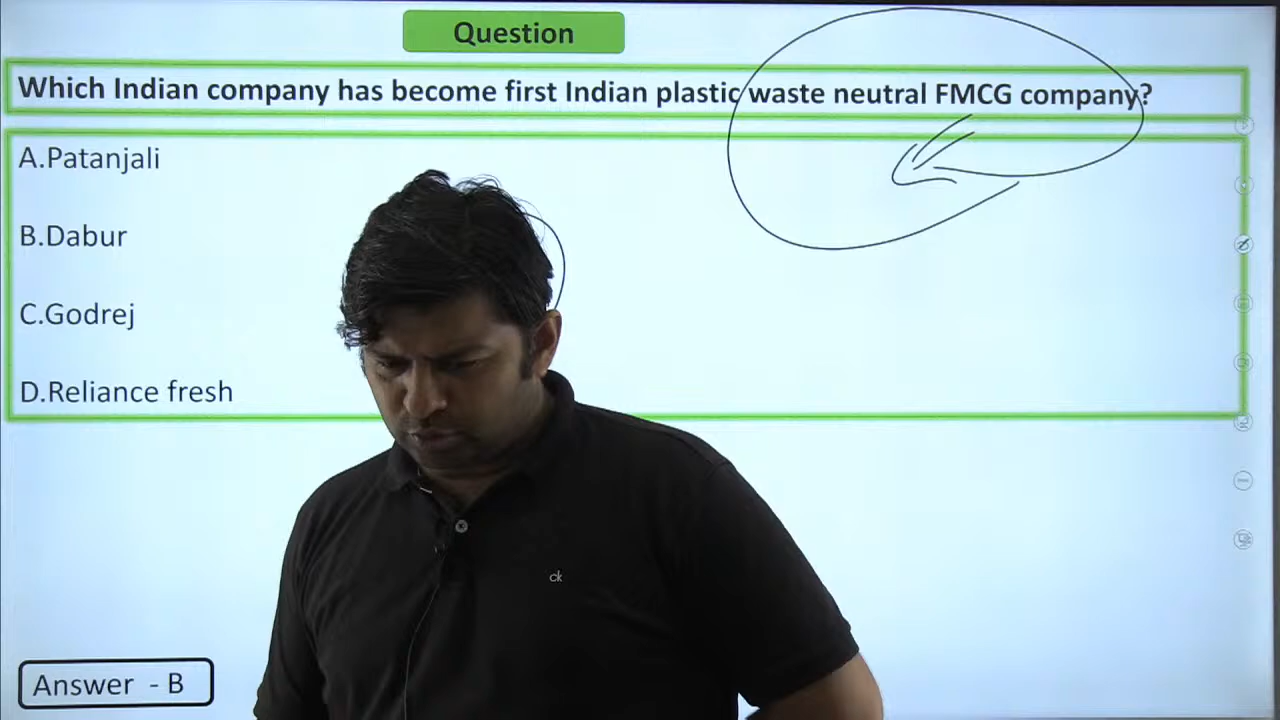 Question
Which Indian company has become first Indian plastic waste neutral FMCG company?
A.Patanjali
B.Dabur
C.Godrej
D.Reliance fresh
ck
Answer - B